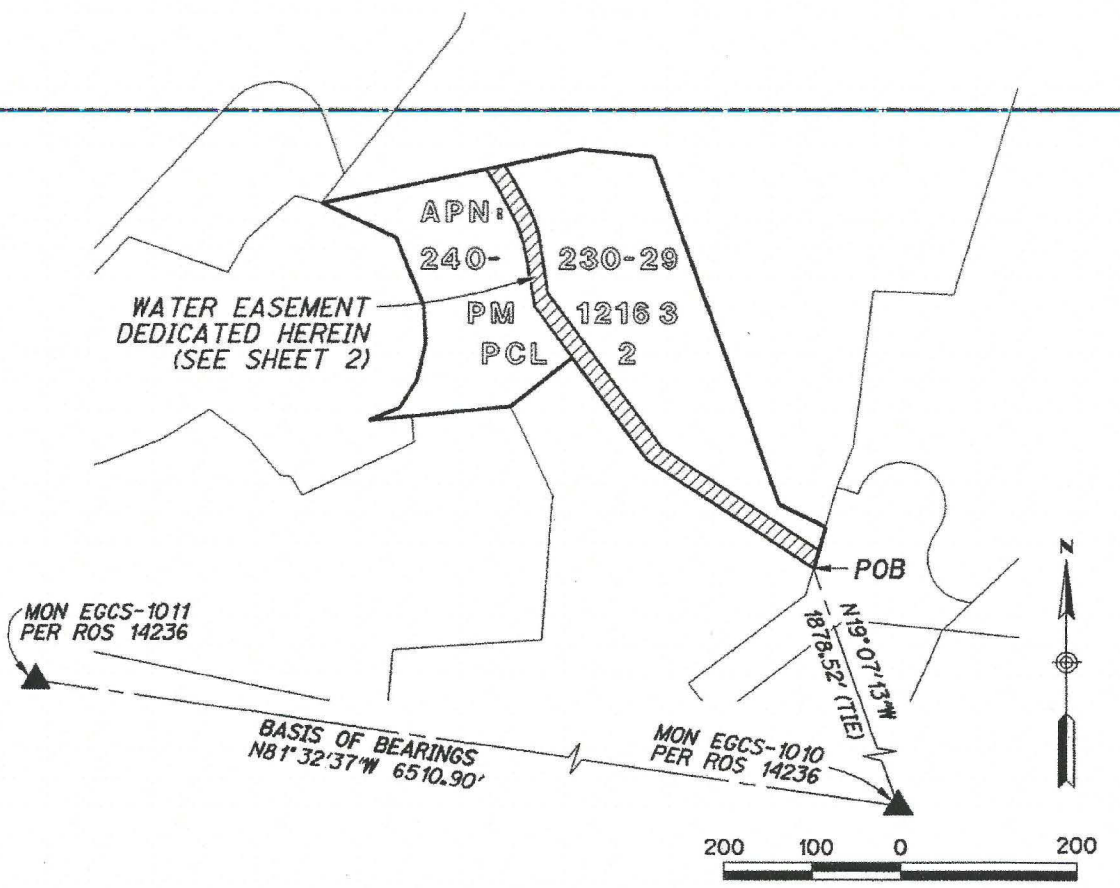 APN:
240- 230-29
WATER EASEMENT
DEDICATED HEREIN
(SEE SHEET 2)
PM 12163
PCL 2
POB
N
MON EGCS-1011
PER ROS 14236
N19°07'13"W
1878.52' (TIE)
BASIS OF BEARINGS
N81°32'37"W 6510.90'
MON EGCS-1010
PER ROS 14236
200 100 0 200